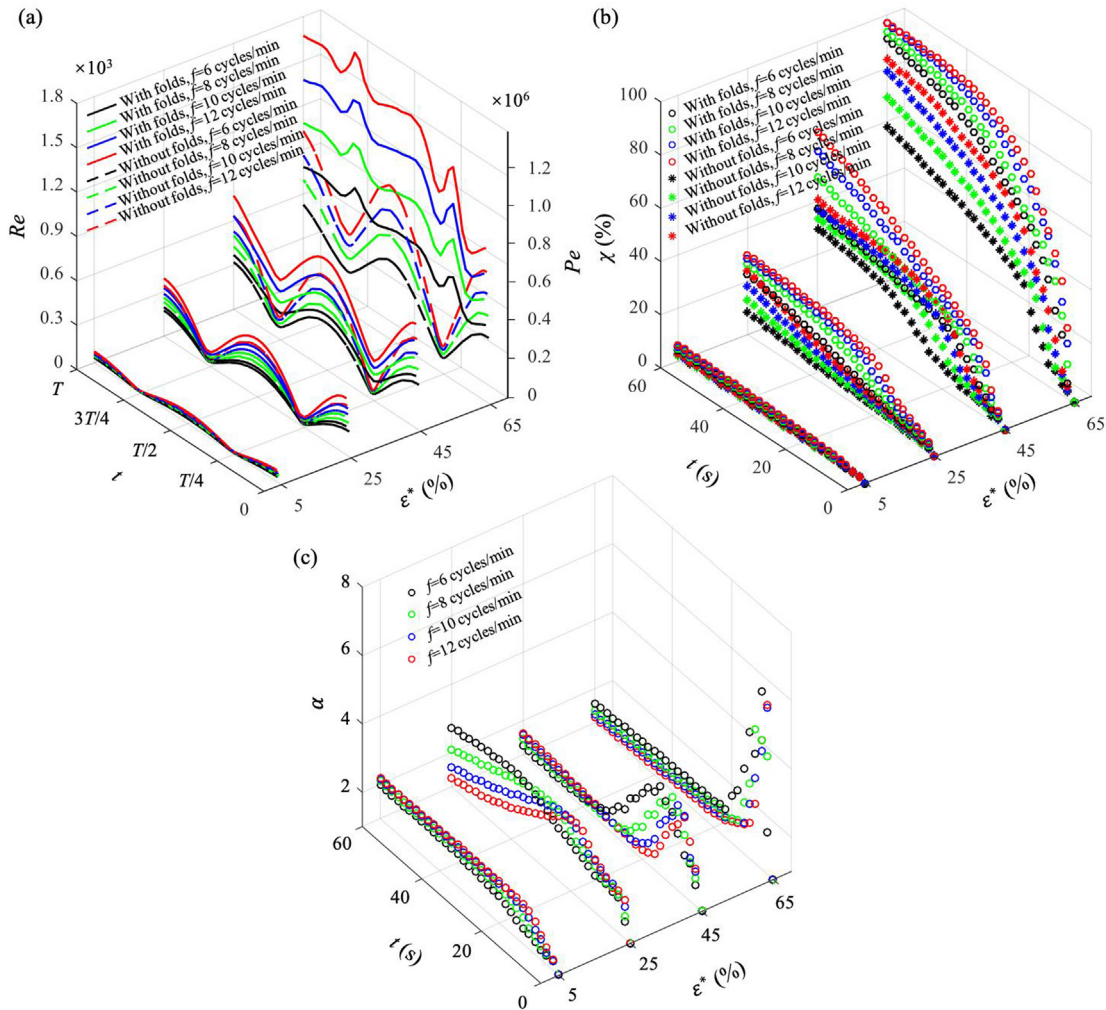 (a)
×10³
1.8
1.5
1.2
0.9
0.6
0.3
0
Re
With folds, f=6 cycles/min
With folds, f=8 cycles/min
With folds, f=10 cycles/min
With folds, f=12 cycles/min
Without folds, f=6 cycles/min
Without folds, f=8 cycles/min
Without folds, f=10 cycles/min
Without folds, f=12 cycles/min
×10⁶
1.2
1.0
0.8
0.6
0.4
0.2
0
Pe
T
3T/4
T/2
T/4
0
t
5
25
45
65
ε* (%)
(b)
100
80
60
40
20
0
χ (%)
With folds, f=6 cycles/min
With folds, f=8 cycles/min
With folds, f=10 cycles/min
With folds, f=12 cycles/min
Without folds, f=6 cycles/min
Without folds, f=8 cycles/min
Without folds, f=10 cycles/min
Without folds, f=12 cycles/min
60
40
20
0
t (s)
5
25
45
65
ε* (%)
(c)
8
6
4
2
α
f=6 cycles/min
f=8 cycles/min
f=10 cycles/min
f=12 cycles/min
60
40
20
0
t (s)
5
25
45
65
ε* (%)